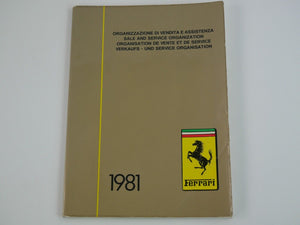 ORGANIZZAZIONE DI VENDITA E ASSISTENZA
SALE AND SERVICE ORGANIZATION
ORGANISATION DE VENTE ET DE SERVICE
VERKAUFS - UND SERVICE ORGANISATION
1981
Ferrari